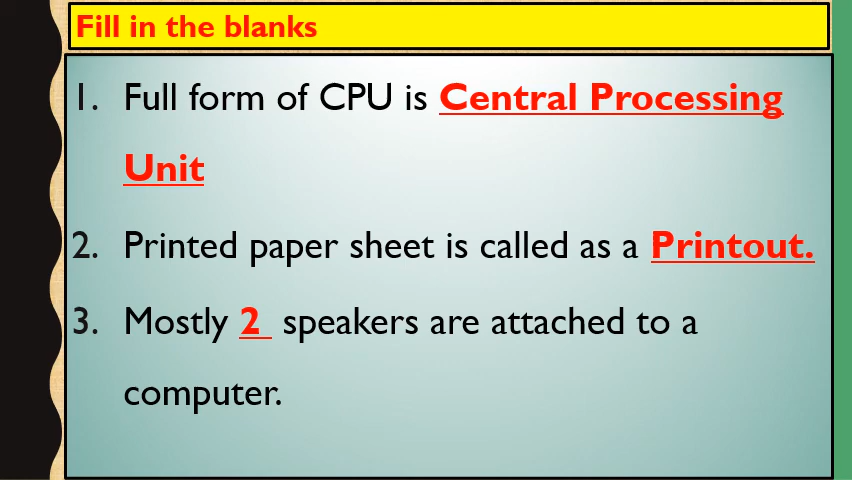 Fill in the blanks
1. Full form of CPU is Central Processing
Unit
2. Printed paper sheet is called as a Printout.
3. Mostly 2 speakers are attached to a
computer.